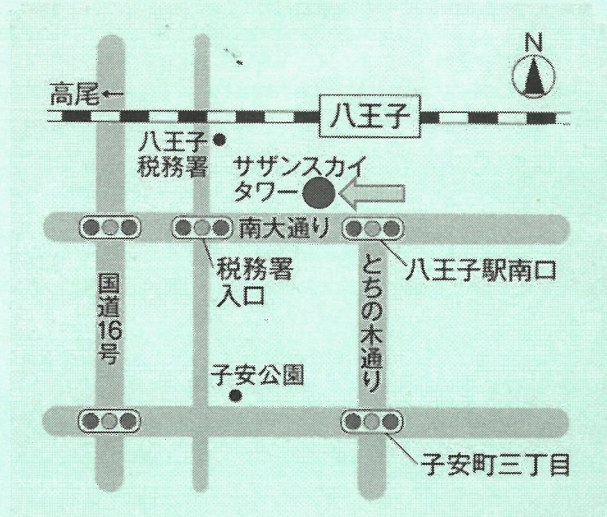 N
高尾←
八王子
八王子
税務署
サザンスカイ
タワー
南大通り
税務署
入口
八王子駅南口
国道16号
とちの木通り
子安公園
子安町三丁目